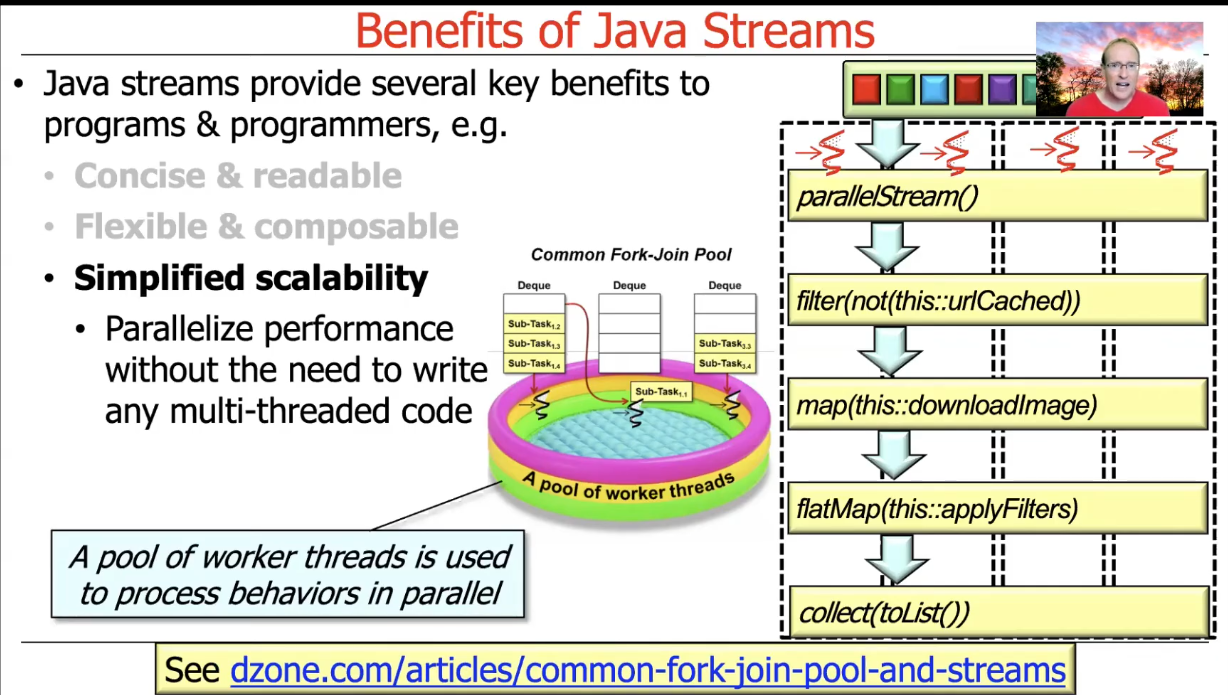 Benefits of Java Streams
• Java streams provide several key benefits to
programs & programmers, e.g.
• Concise & readable
• Flexible & composable
• Simplified scalability
• Parallelize performance
without the need to write
any multi-threaded code
Common Fork-Join Pool
Deque
Deque
Deque
Sub-Task1.2
Sub-Task1.3
Sub-Task1.4
Sub-Task3.3
Sub-Task3.4
Sub-Task1.1
A pool of worker threads
A pool of worker threads is used
to process behaviors in parallel
parallelStream()
filter(not(this::urlCached))
map(this::downloadImage)
flatMap(this::applyFilters)
collect(toList())
See dzone.com/articles/common-fork-join-pool-and-streams